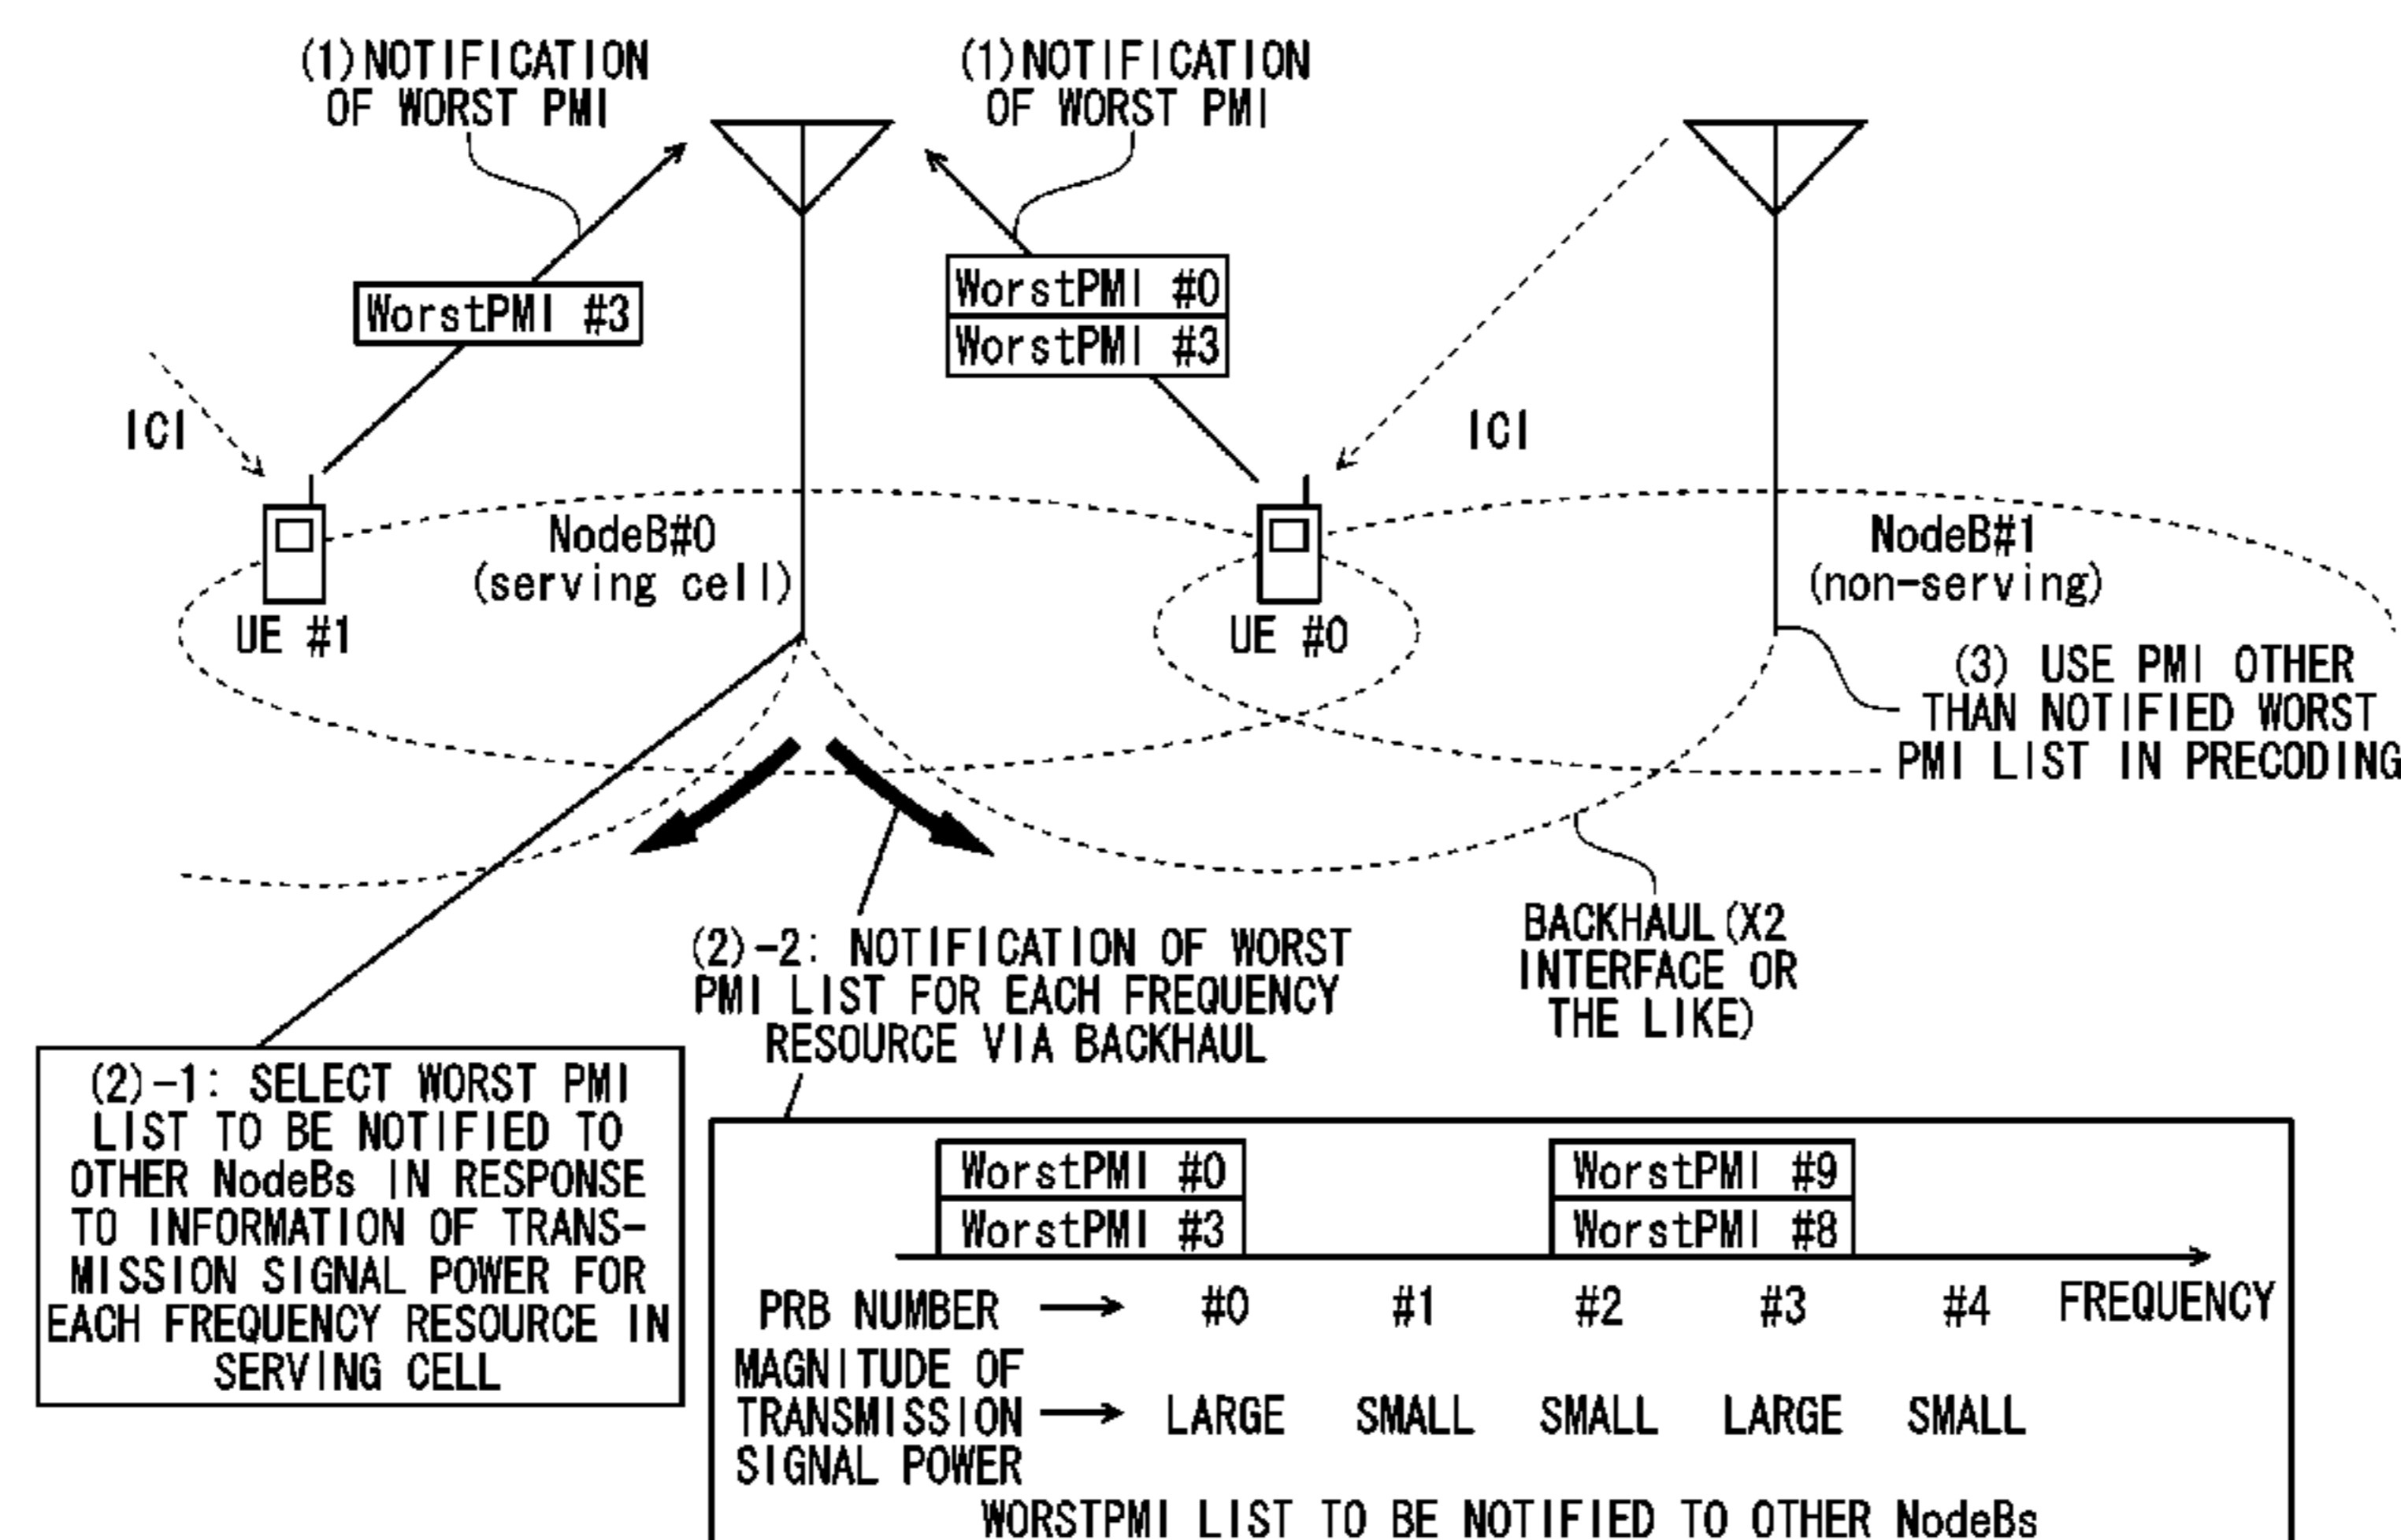 (1)NOTIFICATION
OF WORST PMI
(1)NOTIFICATION
OF WORST PMI
WorstPMI #3
WorstPMI #0
WorstPMI #3
ICI
ICI
NodeB#0
(serving cell)
NodeB#1
(non-serving)
UE #1
UE #0
(3) USE PMI OTHER
THAN NOTIFIED WORST
PMI LIST IN PRECODING
BACKHAUL(X2
INTERFACE OR
THE LIKE)
(2)-2: NOTIFICATION OF WORST
PMI LIST FOR EACH FREQUENCY
RESOURCE VIA BACKHAUL
(2)-1: SELECT WORST PMI
LIST TO BE NOTIFIED TO
OTHER NodeBs IN RESPONSE
TO INFORMATION OF TRANS-
MISSION SIGNAL POWER FOR
EACH FREQUENCY RESOURCE IN
SERVING CELL
WorstPMI #0
WorstPMI #3
WorstPMI #9
WorstPMI #8
PRB NUMBER #0 #1 #2 #3 #4 FREQUENCY
MAGNITUDE OF
TRANSMISSION LARGE SMALL SMALL LARGE SMALL
SIGNAL POWER
WORSTPMI LIST TO BE NOTIFIED TO OTHER NodeBs